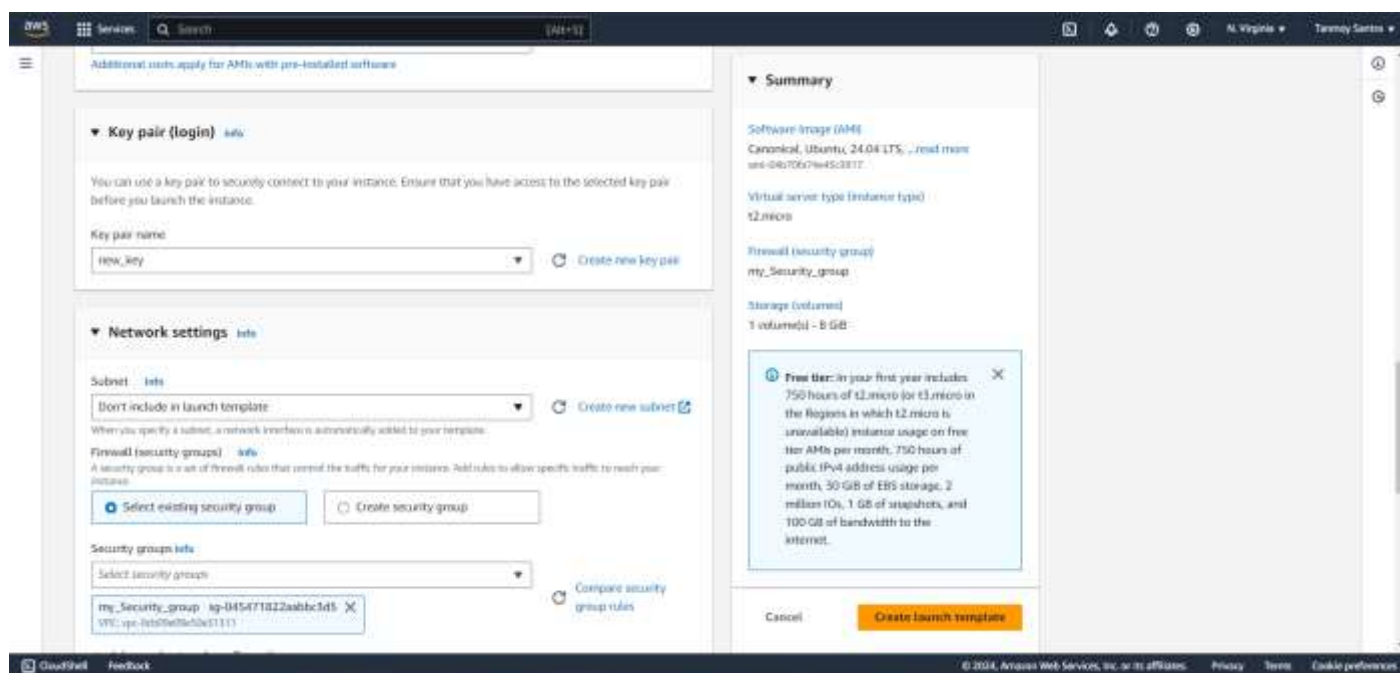 aws
Services
Search
[Alt+S]
N. Virginia
Tanmoy Santra
Additional costs apply for AMIs with pre-installed software
Key pair (login) Info
You can use a key pair to securely connect to your instance. Ensure that you have access to the selected key pair
before you launch the instance.
Key pair name
new_key
Create new key pair
Network settings Info
Subnet Info
Don't include in launch template
Create new subnet
When you specify a subnet, a network interface is automatically added to your template.
Firewall (security groups) Info
A security group is a set of firewall rules that control the traffic for your instance. Add rules to allow specific traffic to reach your
instance.
Select existing security group
Create security group
Security groups Info
Select security groups
Compare security
group rules
my_Security_group
VPC:
Summary
Software Image (AMI)
Canonical, Ubuntu, 24.04 LTS, ...read more
Virtual server type (instance type)
t2.micro
Firewall (security group)
my_Security_group
Storage (volumes)
1 volume(s) - 8 GiB
Free tier: In your first year includes
750 hours of t2.micro (or t3.micro in
the Regions in which t2.micro is
unavailable) instance usage on free
tier AMIs per month, 750 hours of
public IPv4 address usage per
month, 30 GiB of EBS storage, 2
million IOs, 1 GB of snapshots, and
100 GB of bandwidth to the
internet.
Cancel
Create launch template
CloudShell
Feedback
© 2024, Amazon Web Services, Inc. or its affiliates.
Privacy
Terms
Cookie preferences